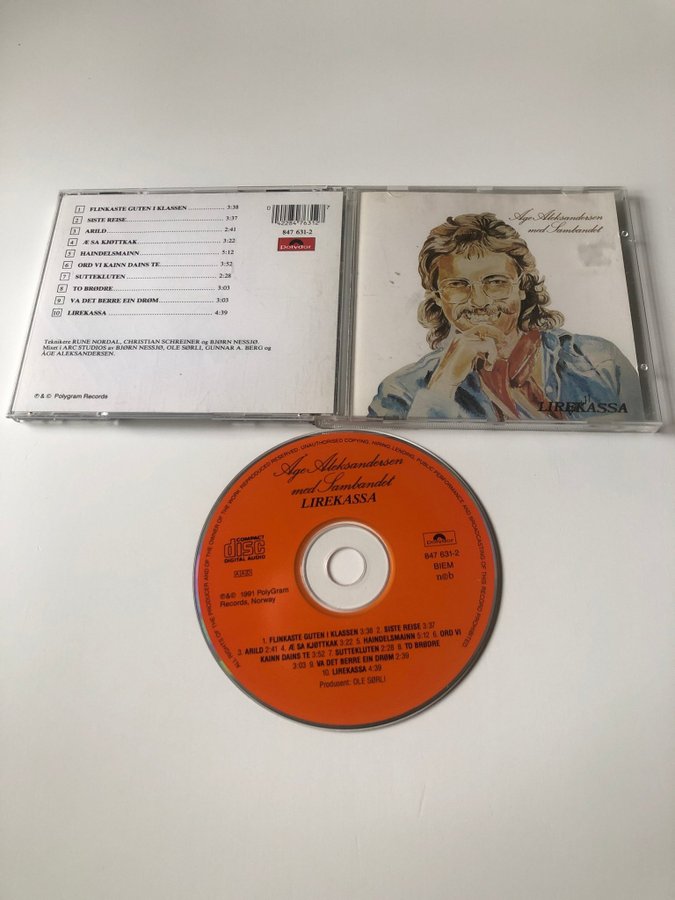 1 FLINKASTE GUTEN I KLASSEN 3:38
2 SISTE REISE 3:37
3 ARILD 2:41
4 Æ SA KJØTTKAK 3:22
5 HAINDELSMAINN 5:12
6 ORD VI KAINN DAINS TE 3:52
7 SUTTEKLUTEN 2:28
8 TO BRØDRE 3:03
9 VA DET BERRE EIN DRØM 3:03
10 LIREKASSA 4:39
Teknikere RUNE NORDAL, CHRISTIAN SCHREINER og BJØRN NESSJØ.
Mixet i ARC STUDIOS av BJØRN NESSJØ, OLE SØRLI, GUNNAR A. BERG og
ÅGE ALEKSANDERSEN.
℗ & © Polygram Records
0 42284 76312 7
847 631-2
Polydor
Åge Aleksandersen
med Sambandet
LIREKASSA
ALL RIGHTS OF THE PRODUCER AND OF THE OWNER OF THE WORK REPRODUCED RESERVED. UNAUTHORISED COPYING, HIRING, LENDING, PUBLIC PERFORMANCE AND BROADCASTING OF THIS RECORD PROHIBITED
Åge Aleksandersen
med Sambandet
LIREKASSA
COMPACT
disc
DIGITAL AUDIO
AAD
℗&© 1991 PolyGram
Records, Norway
Polydor
847 631-2
BIEM
n©b
1. FLINKASTE GUTEN I KLASSEN 3:38 2. SISTE REISE 3:37
3. ARILD 2:41 4. Æ SA KJØTTKAK 3:22 5. HAINDELSMAINN 5:12 6. ORD VI
KAINN DAINS TE 3:52 7. SUTTEKLUTEN 2:28 8. TO BRØDRE
3:03 9. VA DET BERRE EIN DRØM 2:39
10. LIREKASSA 4:39
Produsent: OLE SØRLI